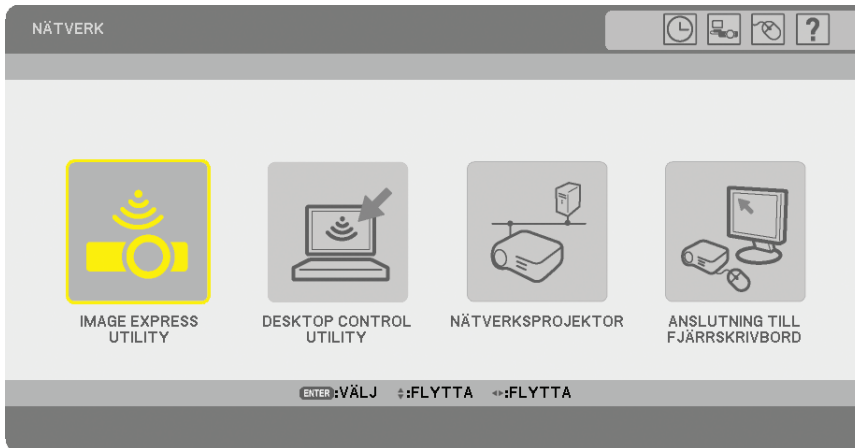 NÄTVERK
?
IMAGE EXPRESS
UTILITY
DESKTOP CONTROL
UTILITY
NÄTVERKSPROJEKTOR
ANSLUTNING TILL
FJÄRRSKRIVBORD
ENTER:VÄLJ :FLYTTA :FLYTTA